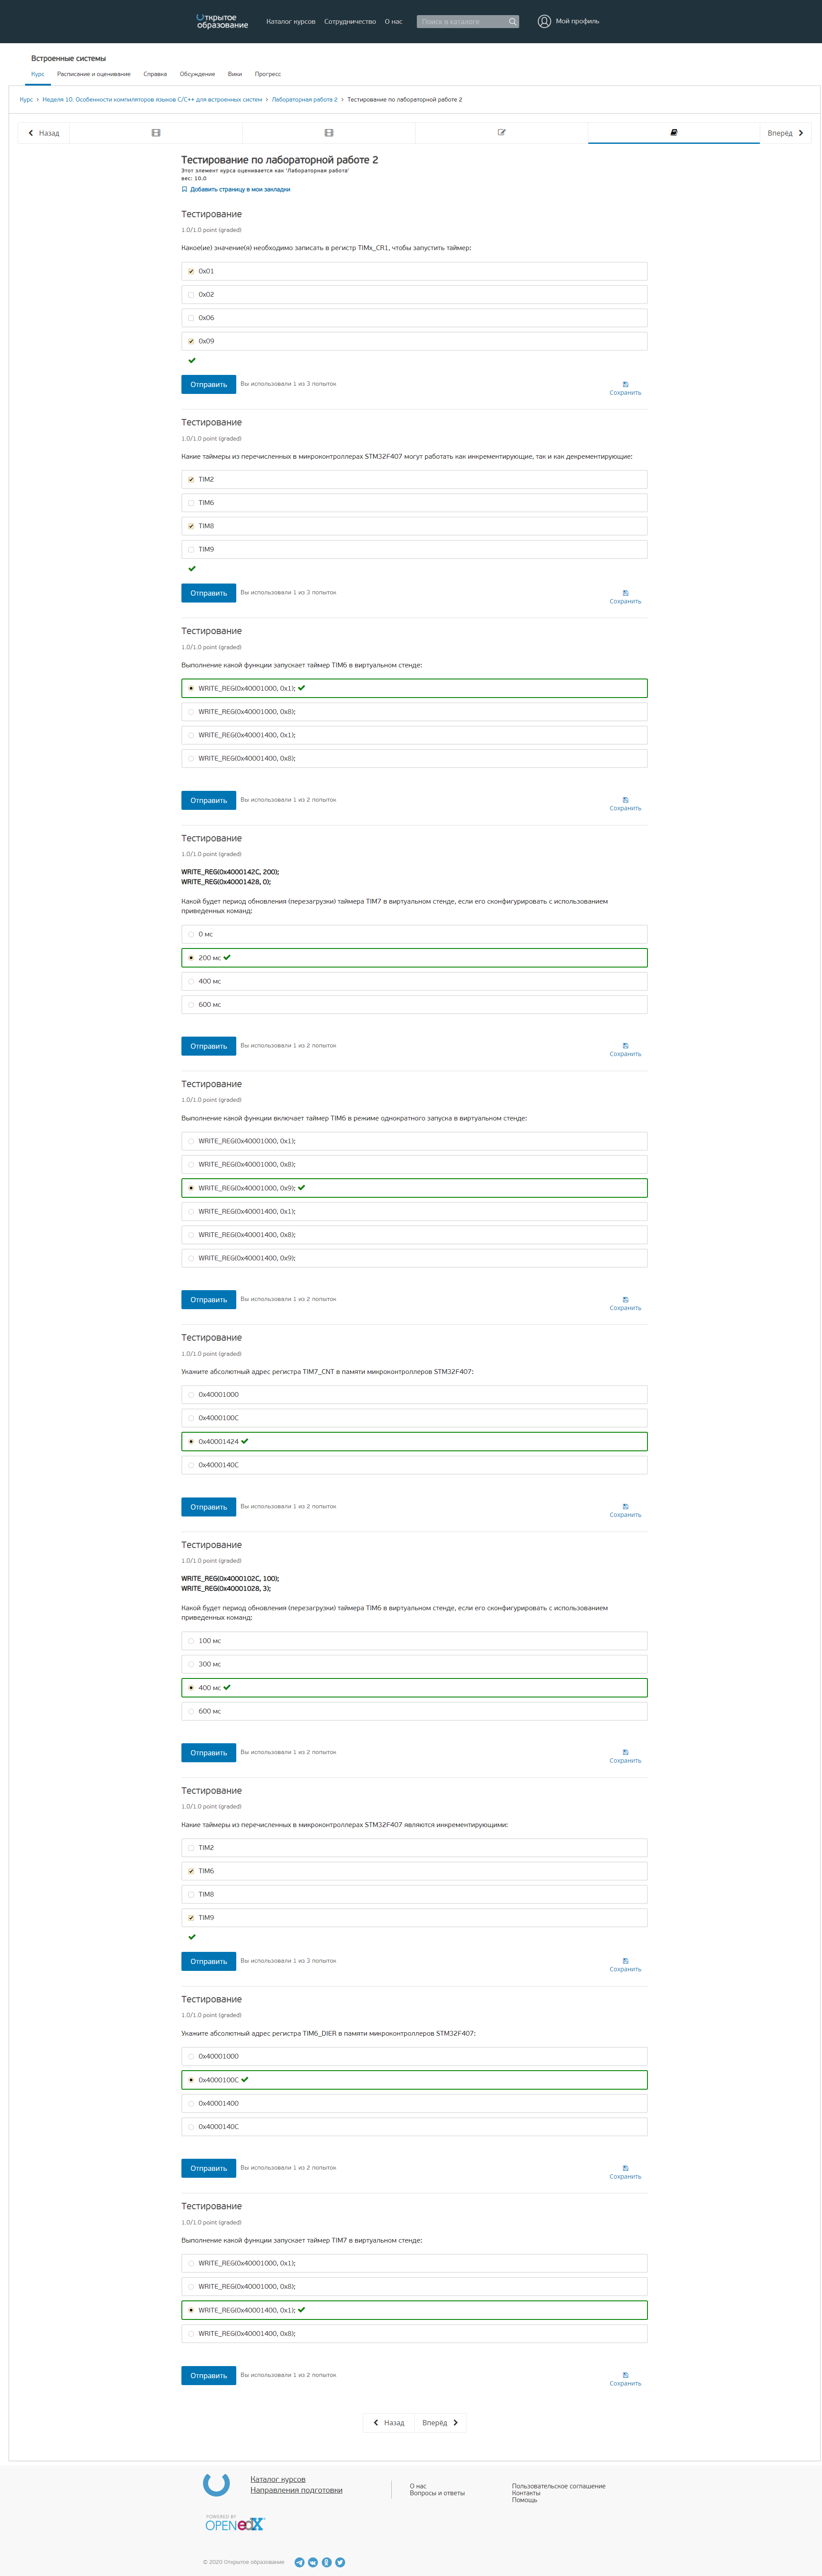 Открытое образование
Каталог курсов Сотрудничество О нас Поиск в каталоге Мой профиль
Встроенные системы
Курс Расписание и оценивание Справка Обсуждение Вики Прогресс
Курс > Неделя 10. Особенности компиляторов языков С/С++ для встроенных систем > Лабораторная работа 2 > Тестирование по лабораторной работе 2
Назад Вперёд
Тестирование по лабораторной работе 2
Этот элемент курса оценивается как 'Лабораторная работа'
вес: 10.0
Добавить страницу в мои закладки
Тестирование
1.0/1.0 point (graded)
Какое(ие) значение(я) необходимо записать в регистр TIMx_CR1, чтобы запустить таймер:
0x01
0x02
0x06
0x09
Отправить Вы использовали 1 из 3 попыток
Сохранить
Тестирование
1.0/1.0 point (graded)
Какие таймеры из перечисленных в микроконтроллерах STM32F407 могут работать как инкрементирующие, так и как декрементирующие:
TIM2
TIM6
TIM8
TIM9
Отправить Вы использовали 1 из 3 попыток
Сохранить
Тестирование
1.0/1.0 point (graded)
Выполнение какой функции запускает таймер TIM6 в виртуальном стенде:
WRITE_REG(0x40001000, 0x1);
WRITE_REG(0x40001000, 0x8);
WRITE_REG(0x40001400, 0x1);
WRITE_REG(0x40001400, 0x8);
Отправить Вы использовали 1 из 2 попыток
Сохранить
Тестирование
1.0/1.0 point (graded)
WRITE_REG(0x4000142C, 200);
WRITE_REG(0x40001428, 0);
Какой будет период обновления (перезагрузки) таймера TIM7 в виртуальном стенде, если его сконфигурировать с использованием
приведенных команд:
0 мс
200 мс
400 мс
600 мс
Отправить Вы использовали 1 из 2 попыток
Сохранить
Тестирование
1.0/1.0 point (graded)
Выполнение какой функции включает таймер TIM6 в режиме однократного запуска в виртуальном стенде:
WRITE_REG(0x40001000, 0x1);
WRITE_REG(0x40001000, 0x8);
WRITE_REG(0x40001000, 0x9);
WRITE_REG(0x40001400, 0x1);
WRITE_REG(0x40001400, 0x8);
WRITE_REG(0x40001400, 0x9);
Отправить Вы использовали 1 из 2 попыток
Сохранить
Тестирование
1.0/1.0 point (graded)
Укажите абсолютный адрес регистра TIM7_CNT в памяти микроконтроллеров STM32F407:
0x40001000
0x4000100C
0x40001424
0x4000140C
Отправить Вы использовали 1 из 2 попыток
Сохранить
Тестирование
1.0/1.0 point (graded)
WRITE_REG(0x4000102C, 100);
WRITE_REG(0x40001028, 3);
Какой будет период обновления (перезагрузки) таймера TIM6 в виртуальном стенде, если его сконфигурировать с использованием
приведенных команд:
100 мс
300 мс
400 мс
600 мс
Отправить Вы использовали 1 из 2 попыток
Сохранить
Тестирование
1.0/1.0 point (graded)
Какие таймеры из перечисленных в микроконтроллерах STM32F407 являются инкрементирующими:
TIM2
TIM6
TIM8
TIM9
Отправить Вы использовали 1 из 3 попыток
Сохранить
Тестирование
1.0/1.0 point (graded)
Укажите абсолютный адрес регистра TIM6_DIER в памяти микроконтроллеров STM32F407:
0x40001000
0x4000100C
0x40001400
0x4000140C
Отправить Вы использовали 1 из 2 попыток
Сохранить
Тестирование
1.0/1.0 point (graded)
Выполнение какой функции запускает таймер TIM7 в виртуальном стенде:
WRITE_REG(0x40001000, 0x1);
WRITE_REG(0x40001000, 0x8);
WRITE_REG(0x40001400, 0x1);
WRITE_REG(0x40001400, 0x8);
Отправить Вы использовали 1 из 2 попыток
Сохранить
Назад Вперёд
Каталог курсов
Направления подготовки
О нас
Вопросы и ответы
Пользовательское соглашение
Контакты
Помощь
POWERED BY
OPEN edX
© 2020 Открытое образование